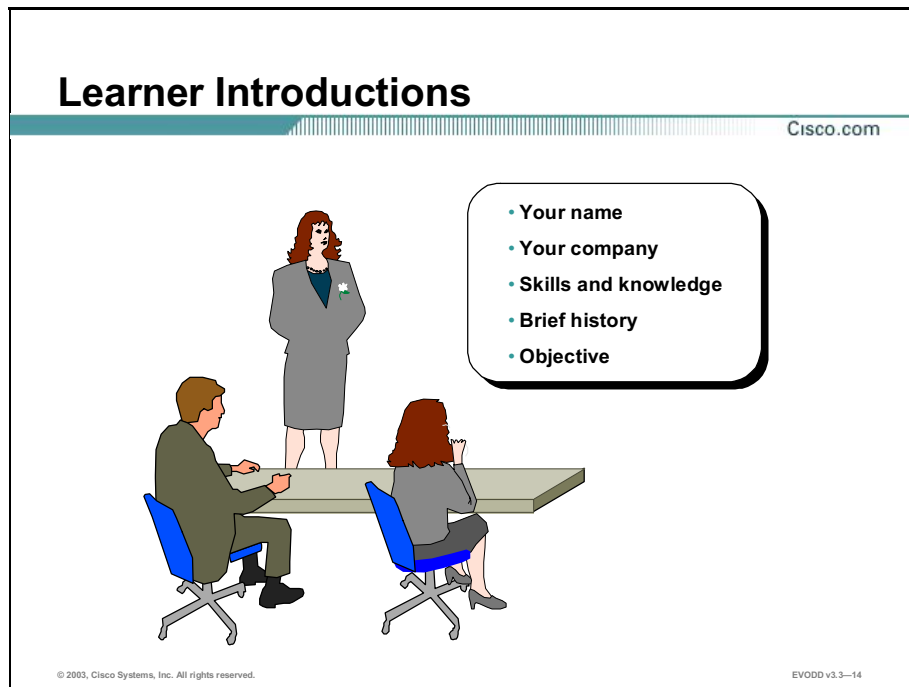 Learner Introductions
Cisco.com
• Your name
• Your company
• Skills and knowledge
• Brief history
• Objective
© 2003, Cisco Systems, Inc. All rights reserved.
EVODD v3.3—14